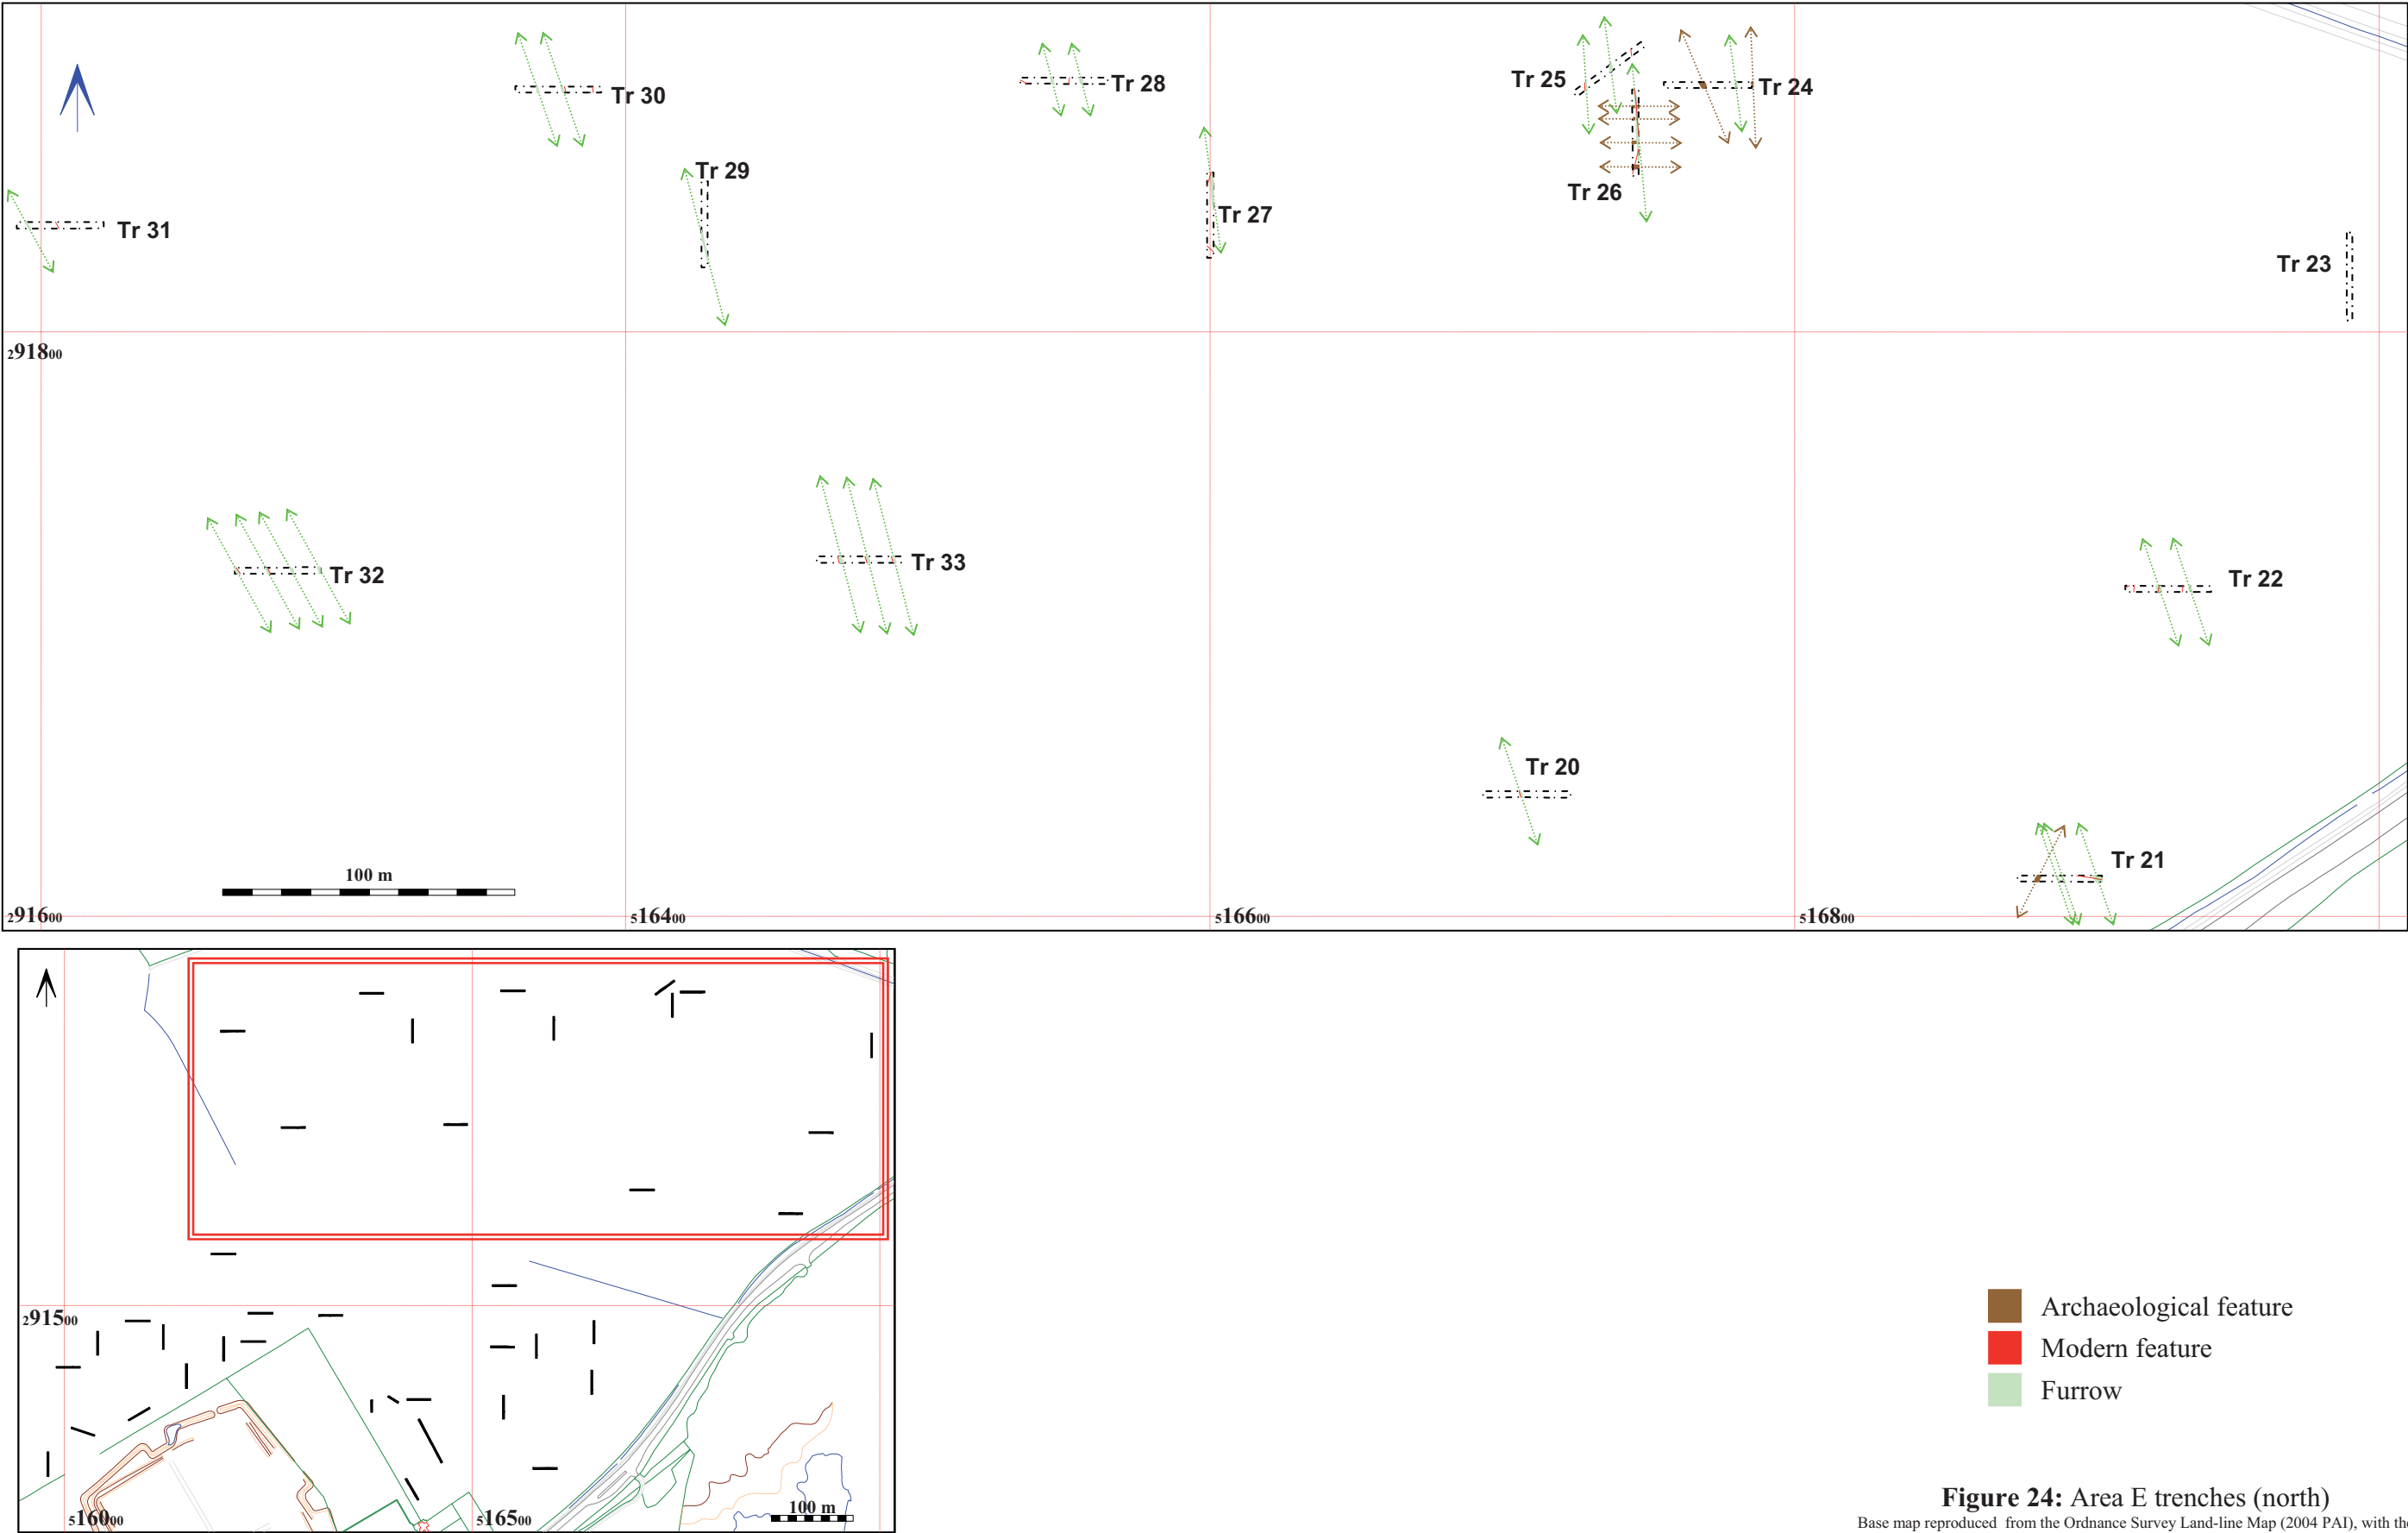 Tr 25
Tr 24
Tr 30
Tr 28
Tr 29
Tr 26
Tr 27
Tr 31
Tr 23
291800
Tr 32
Tr 33
Tr 22
Tr 20
Tr 21
100 m
291600
516400
516600
516800
291500
516000
516500
100 m
Archaeological feature
Modern feature
Furrow
Figure 24: Area E trenches (north)
Base map reproduced from the Ordnance Survey Land-line Map (2004 PAI), with the